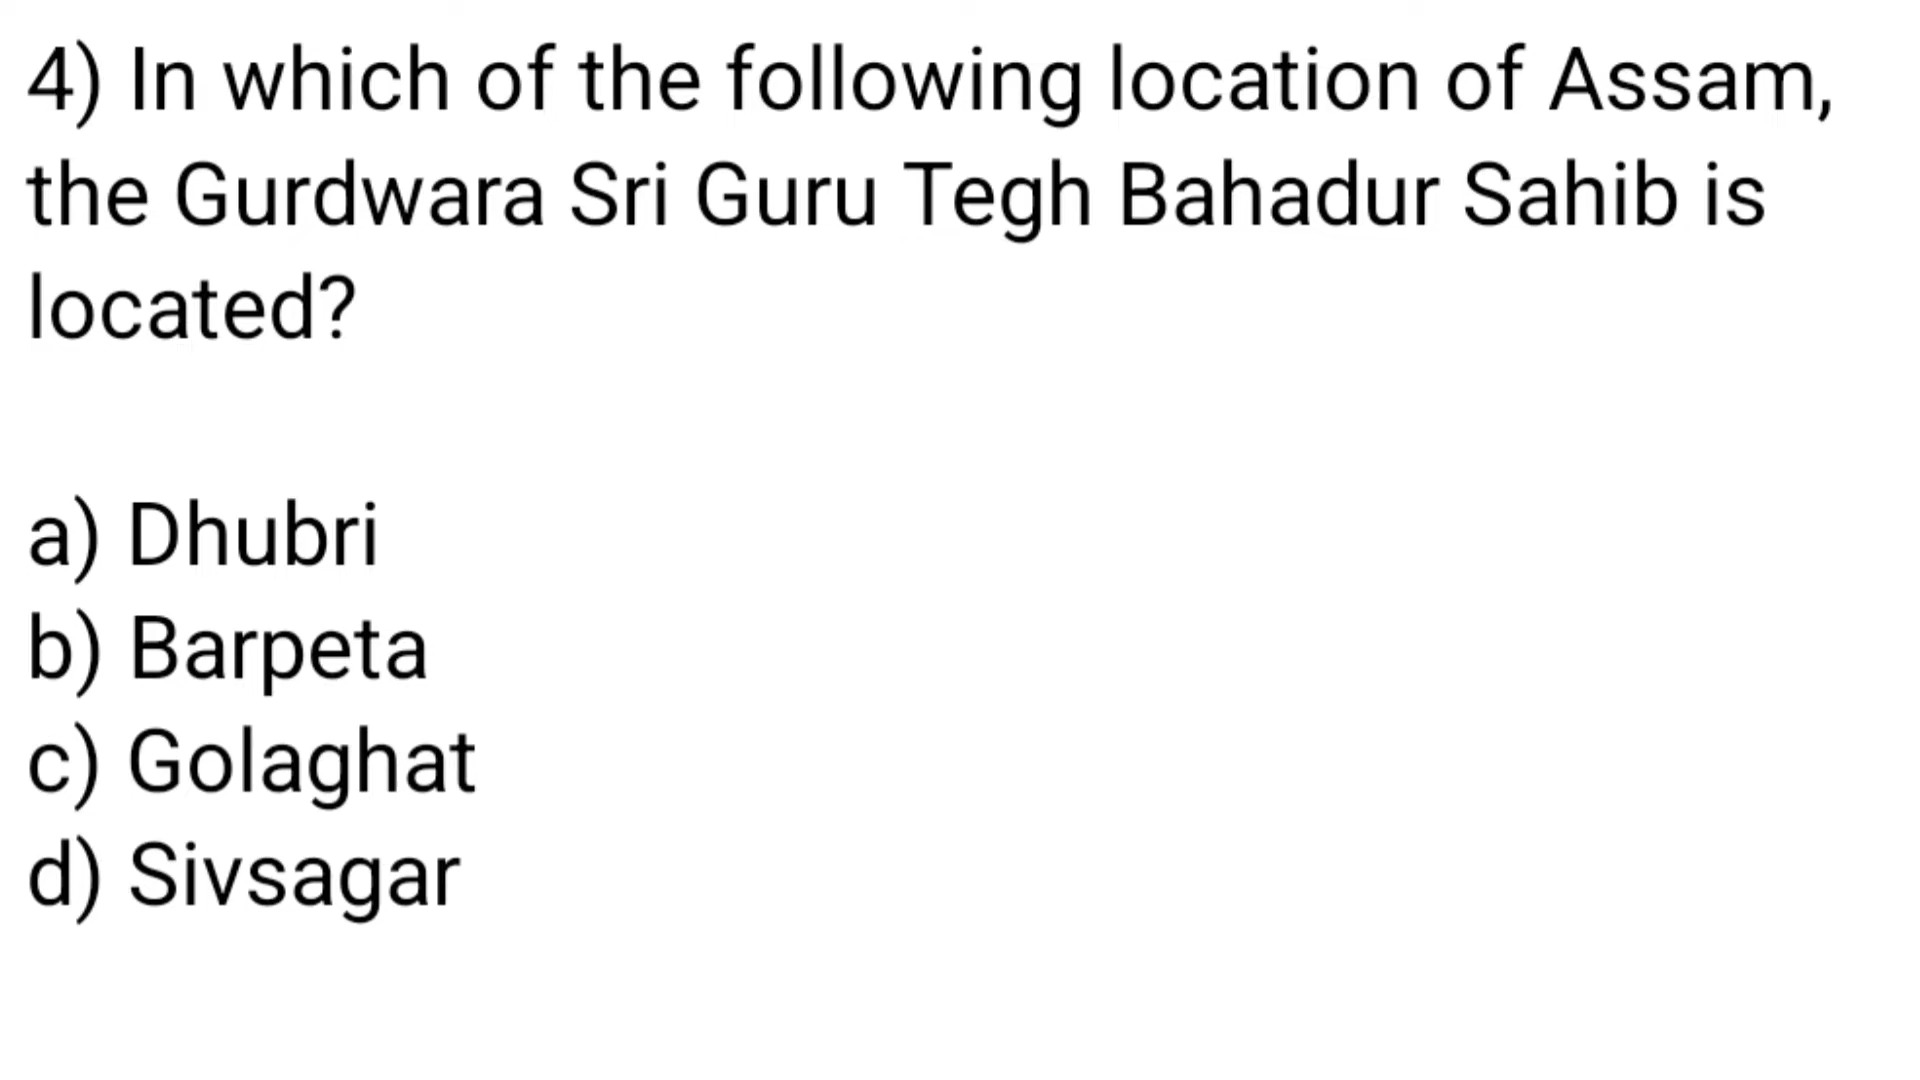 4) In which of the following location of Assam,
the Gurdwara Sri Guru Tegh Bahadur Sahib is
located?
a) Dhubri
b) Barpeta
c) Golaghat
d) Sivsagar